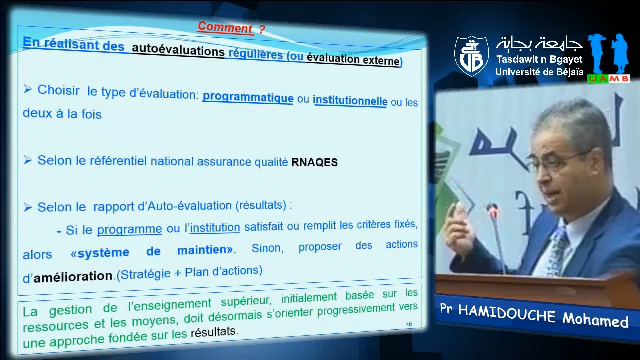 Comment ?
En réalisant des autoévaluations régulières (ou évaluation externe)
➢ Choisir le type d'évaluation: programmatique ou institutionnelle ou les
deux à la fois
➢ Selon le référentiel national assurance qualité RNAQES
➢ Selon le rapport d'Auto-évaluation (résultats) :
- Si le programme ou l'institution satisfait ou remplit les critères fixés,
alors «système de maintien». Sinon, proposer des actions
d'amélioration.(Stratégie + Plan d'actions)
La gestion de l'enseignement supérieur, initialement basée sur les
ressources et les moyens, doit désormais s'orienter progressivement vers
une approche fondée sur les résultats.
جامعة بجاية
Tasdawit n Bgayet
Université de Béjaïa
UAMB
Pr HAMIDOUCHE Mohamed